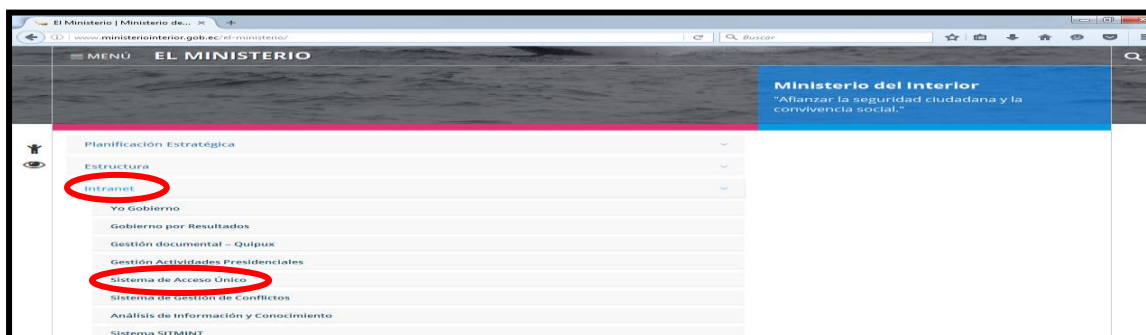 El Ministerio | Ministerio de...
www.ministeriointerior.gob.ec/el-ministerio/
Buscar
MENÚ EL MINISTERIO
Ministerio del Interior
"Afianzar la seguridad ciudadana y la
convivencia social."
Planificación Estratégica
Estructura
Intranet
Yo Gobierno
Gobierno por Resultados
Gestión documental – Quipux
Gestión Actividades Presidenciales
Sistema de Acceso Único
Sistema de Gestión de Conflictos
Análisis de Información y Conocimiento
Sistema SITMINT